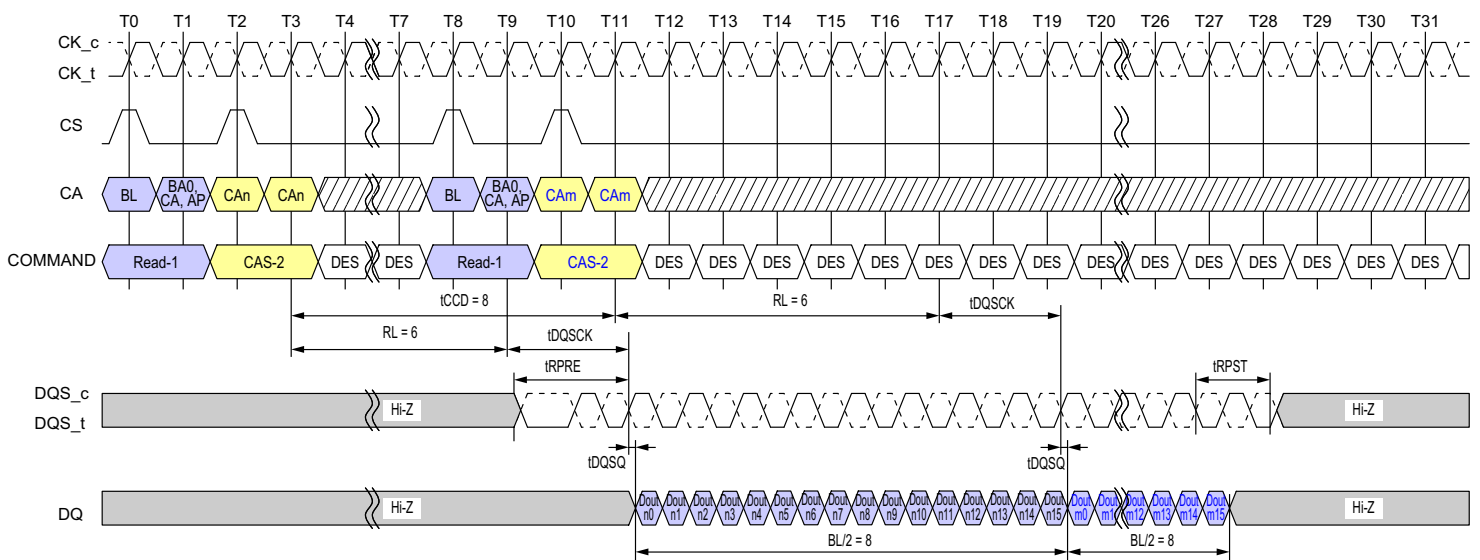 T0 T1 T2 T3 T4 T7 T8 T9 T10 T11 T12 T13 T14 T15 T16 T17 T18 T19 T20 T26 T27 T28 T29 T30 T31
CK_c
CK_t
CS
CA BL BA0, CA, AP CAn CAn BL BA0, CA, AP CAm CAm
COMMAND Read-1 CAS-2 DES DES Read-1 CAS-2 DES DES DES DES DES DES DES DES DES DES DES DES DES DES DES
tCCD = 8 RL = 6 tDQSCK
RL = 6 tDQSCK
tRPRE tRPST
DQS_c
DQS_t
Hi-Z Hi-Z
tDQSQ tDQSQ
DQ Hi-Z Dout n0 Dout n1 Dout n2 Dout n3 Dout n4 Dout n5 Dout n6 Dout n7 Dout n8 Dout n9 Dout n10 Dout n11 Dout n12 Dout n13 Dout n14 Dout n15 Dout m0 Dout m1 Dout m12 Dout m13 Dout m14 Dout m15 Hi-Z
BL/2 = 8 BL/2 = 8